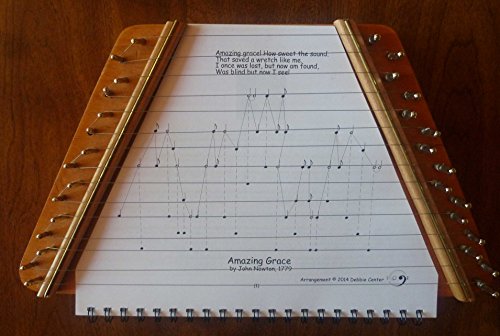 Amazing grace! How sweet the sound,
That saved a wretch like me,
I once was lost, but now am found,
Was blind but now I see!
Amazing Grace
by John Newton, 1779
Arrangement © 2014 Debbie Center
(1)